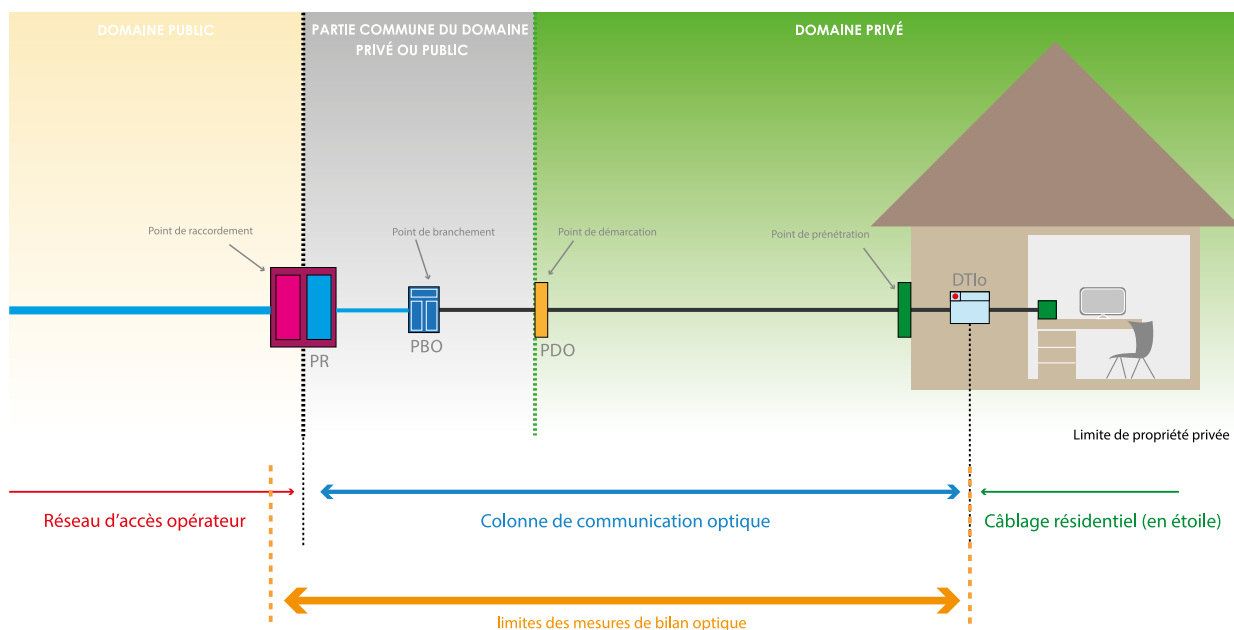 DOMAINE PUBLIC
PARTIE COMMUNE DU DOMAINE
PRIVÉ OU PUBLIC
DOMAINE PRIVÉ
Point de raccordement
Point de branchement
Point de démarcation
Point de prénétration
DTIo
PR
PBO
PDO
Limite de propriété privée
Réseau d'accès opérateur
Colonne de communication optique
Câblage résidentiel (en étoile)
limites des mesures de bilan optique